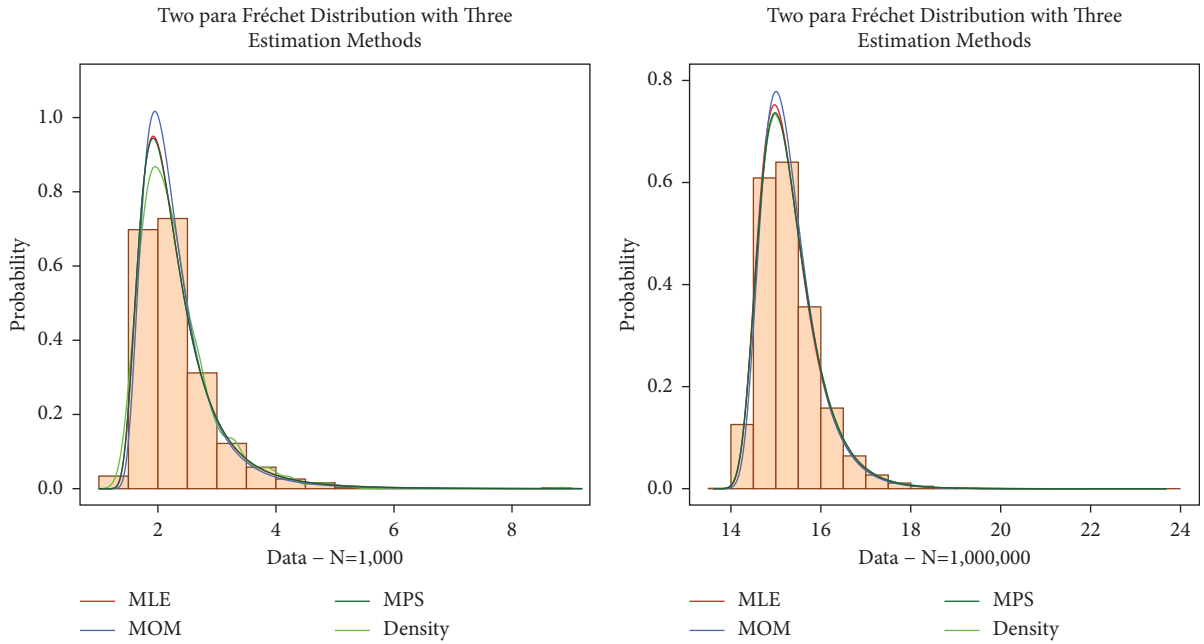 Two para Fréchet Distribution with Three
Estimation Methods
Probability
1.0
0.8
0.6
0.4
0.2
0.0
2
4
6
8
Data – N=1,000
MLE
MPS
MOM
Density
Two para Fréchet Distribution with Three
Estimation Methods
Probability
0.8
0.6
0.4
0.2
0.0
14
16
18
20
22
24
Data – N=1,000,000
MLE
MPS
MOM
Density